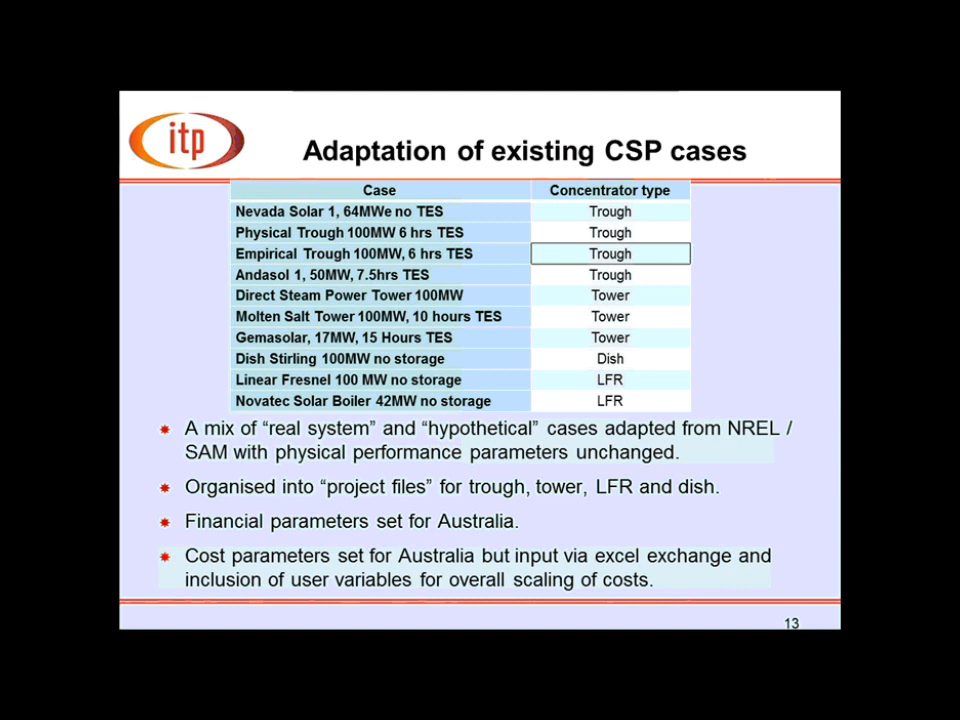 itp
Adaptation of existing CSP cases
Case Concentrator type
Nevada Solar 1, 64MWe no TES Trough
Physical Trough 100MW 6 hrs TES Trough
Empirical Trough 100MW, 6 hrs TES Trough
Andasol 1, 50MW, 7.5hrs TES Trough
Direct Steam Power Tower 100MW Tower
Molten Salt Tower 100MW, 10 hours TES Tower
Gemasolar, 17MW, 15 Hours TES Tower
Dish Stirling 100MW no storage Dish
Linear Fresnel 100 MW no storage LFR
Novatec Solar Boiler 42MW no storage LFR
A mix of “real system” and “hypothetical” cases adapted from NREL /
SAM with physical performance parameters unchanged.
Organised into “project files” for trough, tower, LFR and dish.
Financial parameters set for Australia.
Cost parameters set for Australia but input via excel exchange and
inclusion of user variables for overall scaling of costs.
13